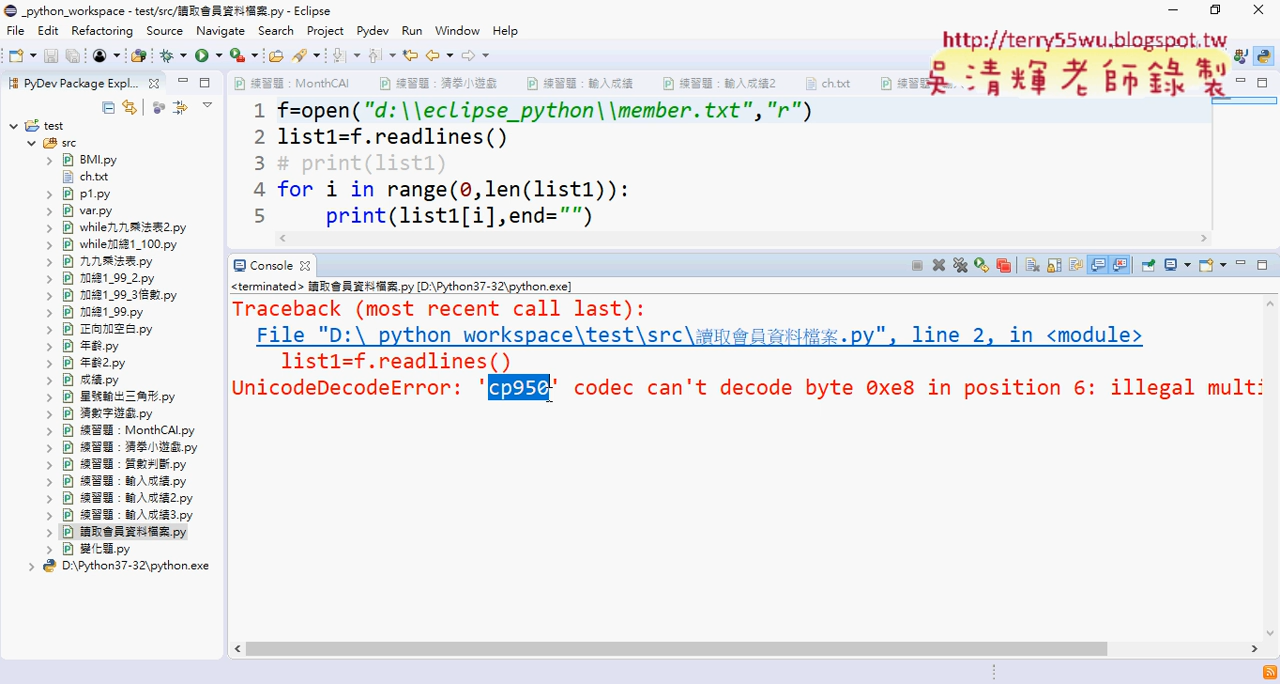 _python_workspace - test/src/讀取會員資料檔案.py - Eclipse
File Edit Refactoring Source Navigate Search Project Pydev Run Window Help
http://terry55wu.blogspot.tw
吳清輝老師錄製
PyDev Package Expl...
練習題：MonthCAI
練習題：猜拳小遊戲
練習題：輸入成績
練習題：輸入成績2
ch.txt
練習
test
src
BMI.py
ch.txt
p1.py
var.py
while九九乘法表2.py
while加總1_100.py
九九乘法表.py
加總1_99_2.py
加總1_99_3倍數.py
加總1_99.py
正向加空白.py
年齡.py
年齡2.py
成績.py
星號輸出三角形.py
猜數字遊戲.py
練習題：MonthCAI.py
練習題：猜拳小遊戲.py
練習題：質數判斷.py
練習題：輸入成績.py
練習題：輸入成績2.py
練習題：輸入成績3.py
讀取會員資料檔案.py
變化題.py
D:\Python37-32\python.exe
1 f=open("d:\\eclipse_python\\member.txt","r")
2 list1=f.readlines()
3 # print(list1)
4 for i in range(0,len(list1)):
5 print(list1[i],end="")
Console
<terminated> 讀取會員資料檔案.py [D:\Python37-32\python.exe]
Traceback (most recent call last):
File "D:\_python_workspace\test\src\讀取會員資料檔案.py", line 2, in <module>
list1=f.readlines()
UnicodeDecodeError: 'cp950' codec can't decode byte 0xe8 in position 6: illegal multi